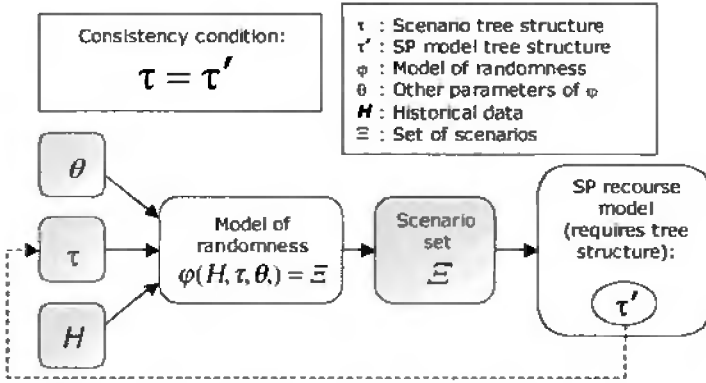 Consistency condition:
τ = τ′
τ : Scenario tree structure
τ′ : SP model tree structure
φ : Model of randomness
θ : Other parameters of φ
H : Historical data
Ξ : Set of scenarios
θ
τ
H
Model of
randomness
φ(H, τ, θ,) = Ξ
Scenario
set
Ξ
SP recourse
model
(requires tree
structure):
τ′